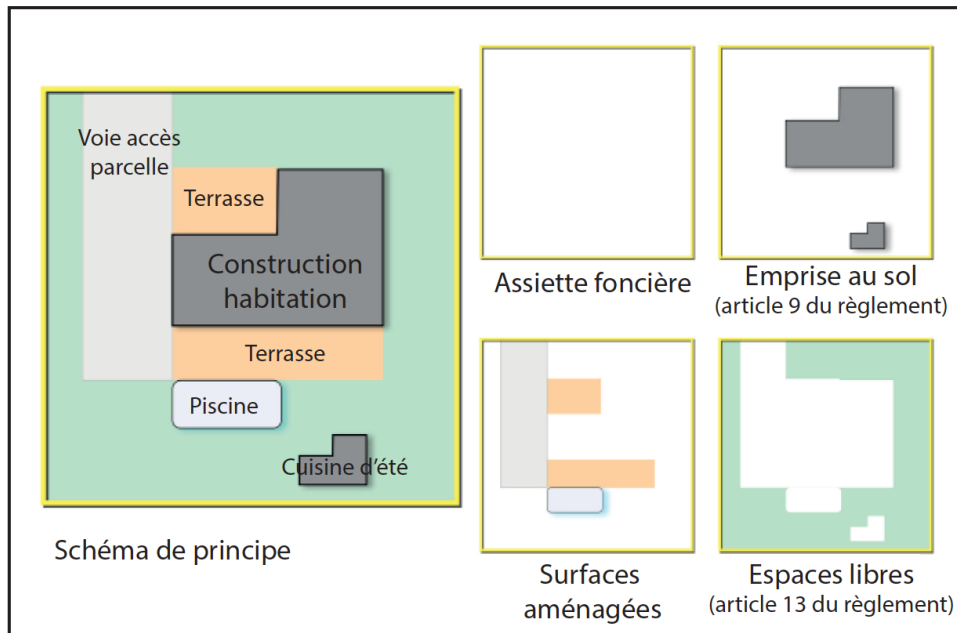 Voie accès
parcelle
Terrasse
Construction
habitation
Terrasse
Piscine
Cuisine d'été
Schéma de principe
Assiette foncière
Emprise au sol
(article 9 du règlement)
Surfaces
aménagées
Espaces libres
(article 13 du règlement)